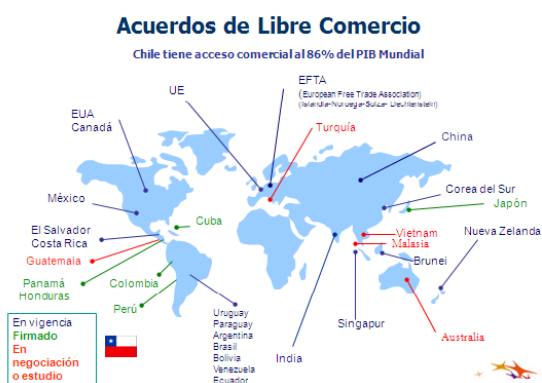 Acuerdos de Libre Comercio
Chile tiene acceso comercial al 86% del PIB Mundial
EFTA
(European Free Trade Association)
(Islandia-Noruega-Suiza- Liechtenstein)
UE
EUA
Canadá
Turquía
China
México
Corea del Sur
Japón
Cuba
El Salvador
Costa Rica
Nueva Zelanda
Vietnam
Malasia
Guatemala
Brunei
Panamá
Honduras
Colombia
Perú
Uruguay
Paraguay
Argentina
Brasil
Bolivia
Venezuela
Ecuador
Singapur
India
Australia
En vigencia
Firmado
En
negociación
o estudio